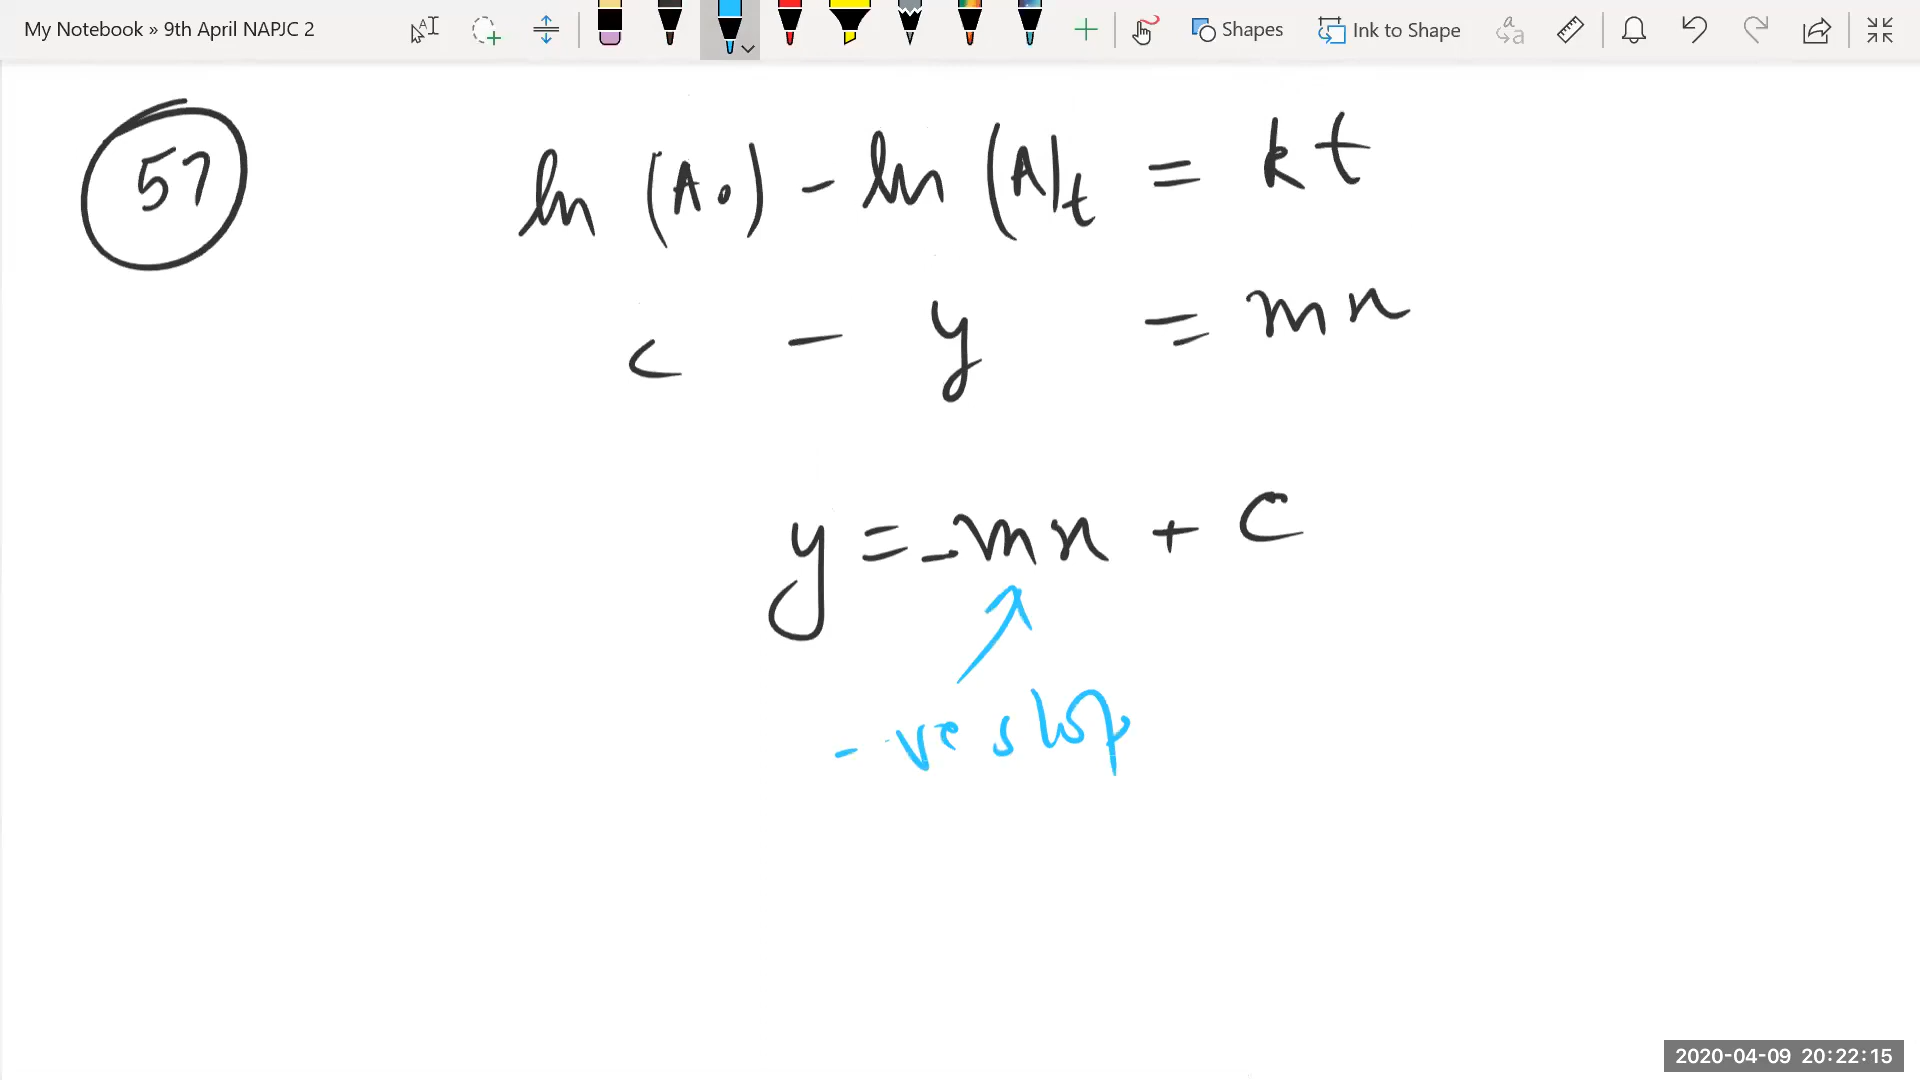 My Notebook » 9th April NAPJC 2
Shapes
Ink to Shape
57
ln (A₀) - ln (A)t = kt
c - y = mx
y = -mx + c
-ve slop
2020-04-09 20:22:15